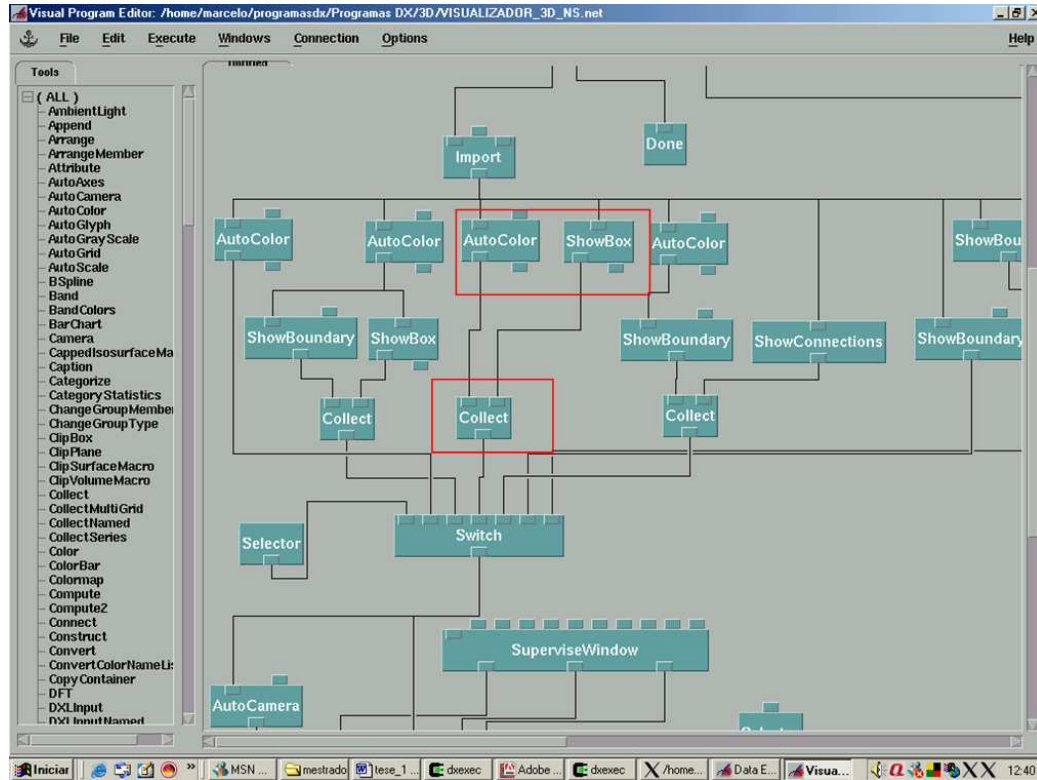 Visual Program Editor: /home/marcelo/programasdx/Programas DX/3D/VISUALIZADOR_3D_NS.net
File Edit Execute Windows Connection Options Help
Tools
Untitled
( ALL )
AmbientLight
Append
Arrange
ArrangeMember
Attribute
AutoAxes
AutoCamera
AutoColor
AutoGlyph
AutoGrayScale
AutoGrid
AutoScale
BSpline
Band
BandColors
BarChart
Camera
CappedIsosurfaceMa
Caption
Categorize
CategoryStatistics
ChangeGroupMember
ChangeGroupType
ClipBox
ClipPlane
ClipSurfaceMacro
ClipVolumeMacro
Collect
CollectMultiGrid
CollectNamed
CollectSeries
Color
ColorBar
Colormap
Compute
Compute2
Connect
Construct
Convert
ConvertColorNameLi
CopyContainer
DFT
DXLInput
DXLInputNamed
Import
Done
AutoColor AutoColor AutoColor ShowBox AutoColor ShowBou
ShowBoundary ShowBox ShowBoundary ShowConnections ShowBoundary
Collect Collect Collect
Selector
Switch
SuperviseWindow
AutoCamera
Iniciar » MSN ... mestrado tese_1 ... dxexec Adobe ... dxexec /home... Data E... Visua... 12:40